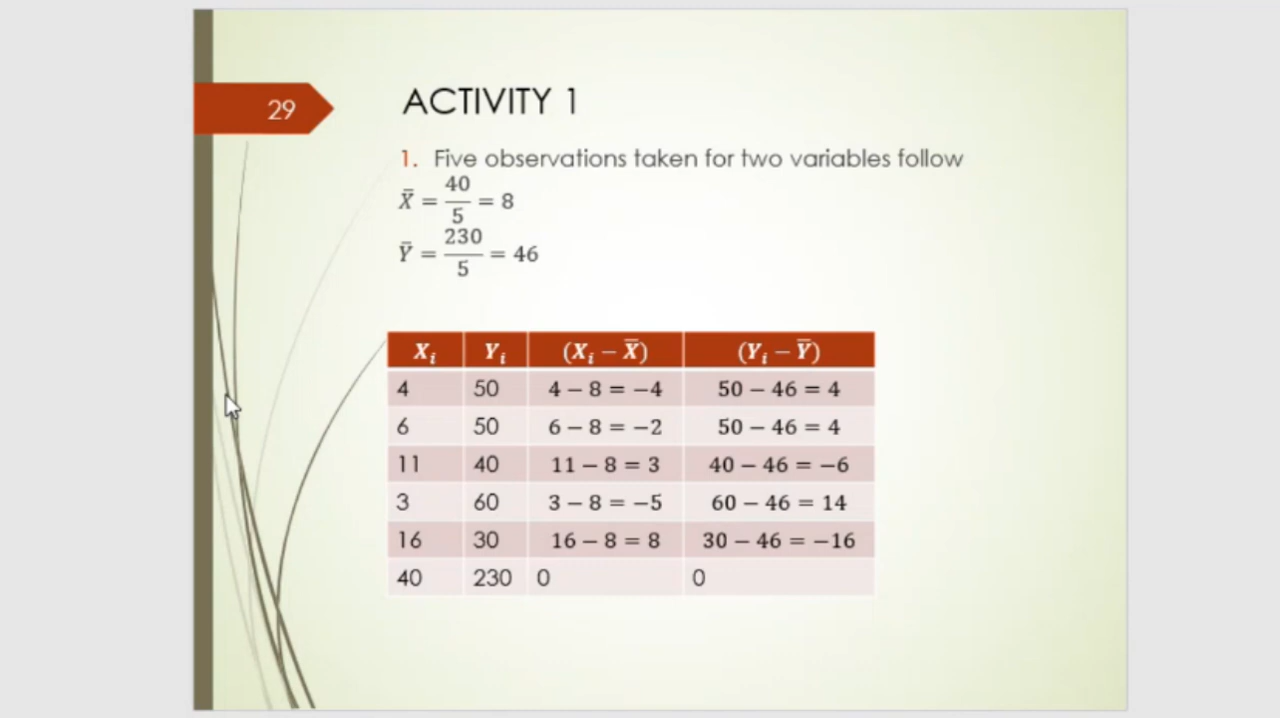 29
ACTIVITY 1
1. Five observations taken for two variables follow
X̄ = 40/5 = 8
Ȳ = 230/5 = 46
Xᵢ Yᵢ (Xᵢ − X̄) (Yᵢ − Ȳ)
4 50 4 − 8 = −4 50 − 46 = 4
6 50 6 − 8 = −2 50 − 46 = 4
11 40 11 − 8 = 3 40 − 46 = −6
3 60 3 − 8 = −5 60 − 46 = 14
16 30 16 − 8 = 8 30 − 46 = −16
40 230 0 0